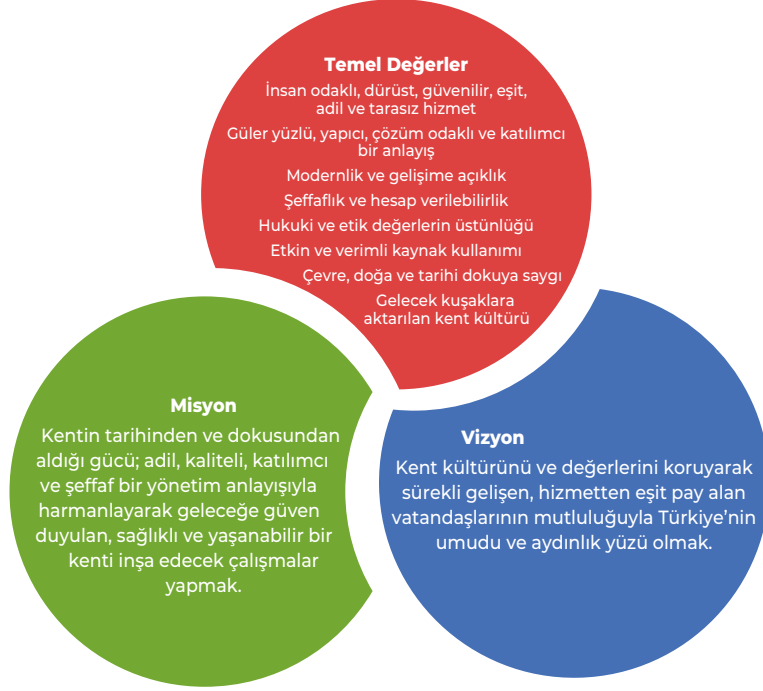 Temel Değerler
İnsan odaklı, dürüst, güvenilir, eşit,
adil ve tarasız hizmet
Güler yüzlü, yapıcı, çözüm odaklı ve katılımcı
bir anlayış
Modernlik ve gelişime açıklık
Şeffaflık ve hesap verilebilirlik
Hukuki ve etik değerlerin üstünlüğü
Etkin ve verimli kaynak kullanımı
Çevre, doğa ve tarihi dokuya saygı
Gelecek kuşaklara
aktarılan kent kültürü
Misyon
Kentin tarihinden ve dokusundan
aldığı gücü; adil, kaliteli, katılımcı
ve şeffaf bir yönetim anlayışıyla
harmanlayarak geleceğe güven
duyulan, sağlıklı ve yaşanabilir bir
kenti inşa edecek çalışmalar
yapmak.
Vizyon
Kent kültürünü ve değerlerini koruyarak
sürekli gelişen, hizmetten eşit pay alan
vatandaşlarının mutluluğuyla Türkiye’nin
umudu ve aydınlık yüzü olmak.